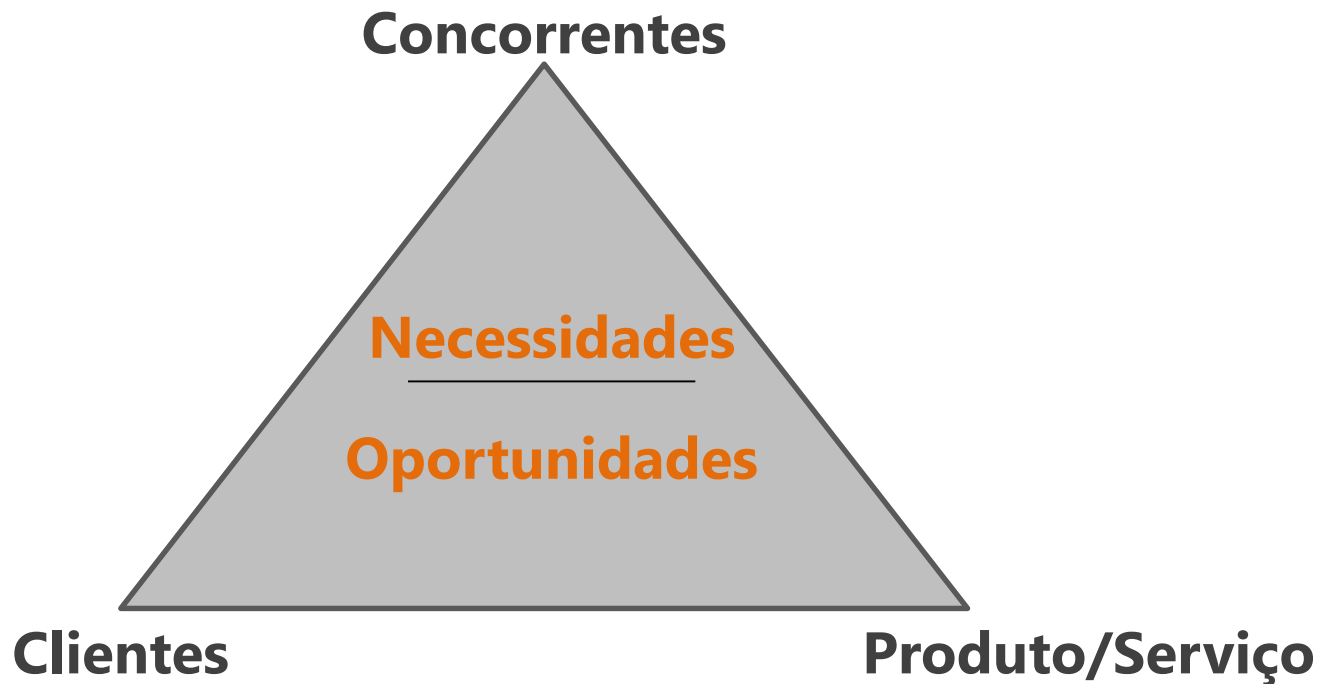 Concorrentes
Necessidades
Oportunidades
Clientes
Produto/Serviço